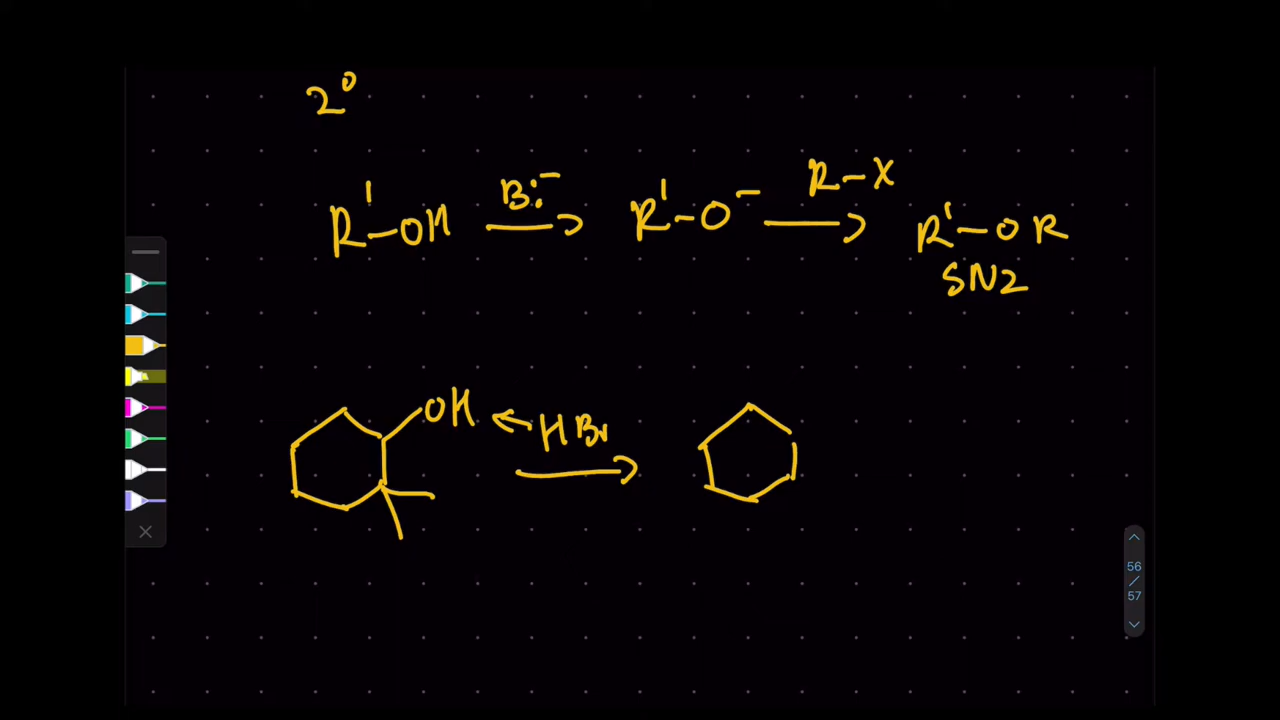 2°
R'-OH B:⁻ → R'-O⁻ R-X → R'-OR
SN2
OH ← HBr →
56
/
57